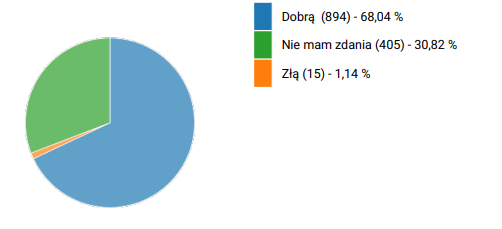 Dobrą (894) - 68,04 %
Nie mam zdania (405) - 30,82 %
Złą (15) - 1,14 %